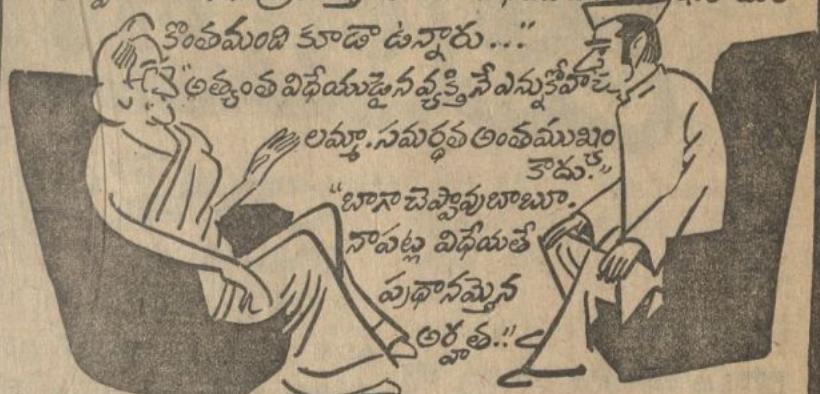 కొంతమంది కూడా ఉన్నారు..."
"అత్యంత విధేయుడైన వ్యక్తినే ఎన్నుకోవా
లమ్మా. సమర్థత అంతముఖం
కాదు."
"బాగా చెప్పావుబాబూ.
నాపట్ల విధేయతే
ప్రధానమైన
అర్హత.."